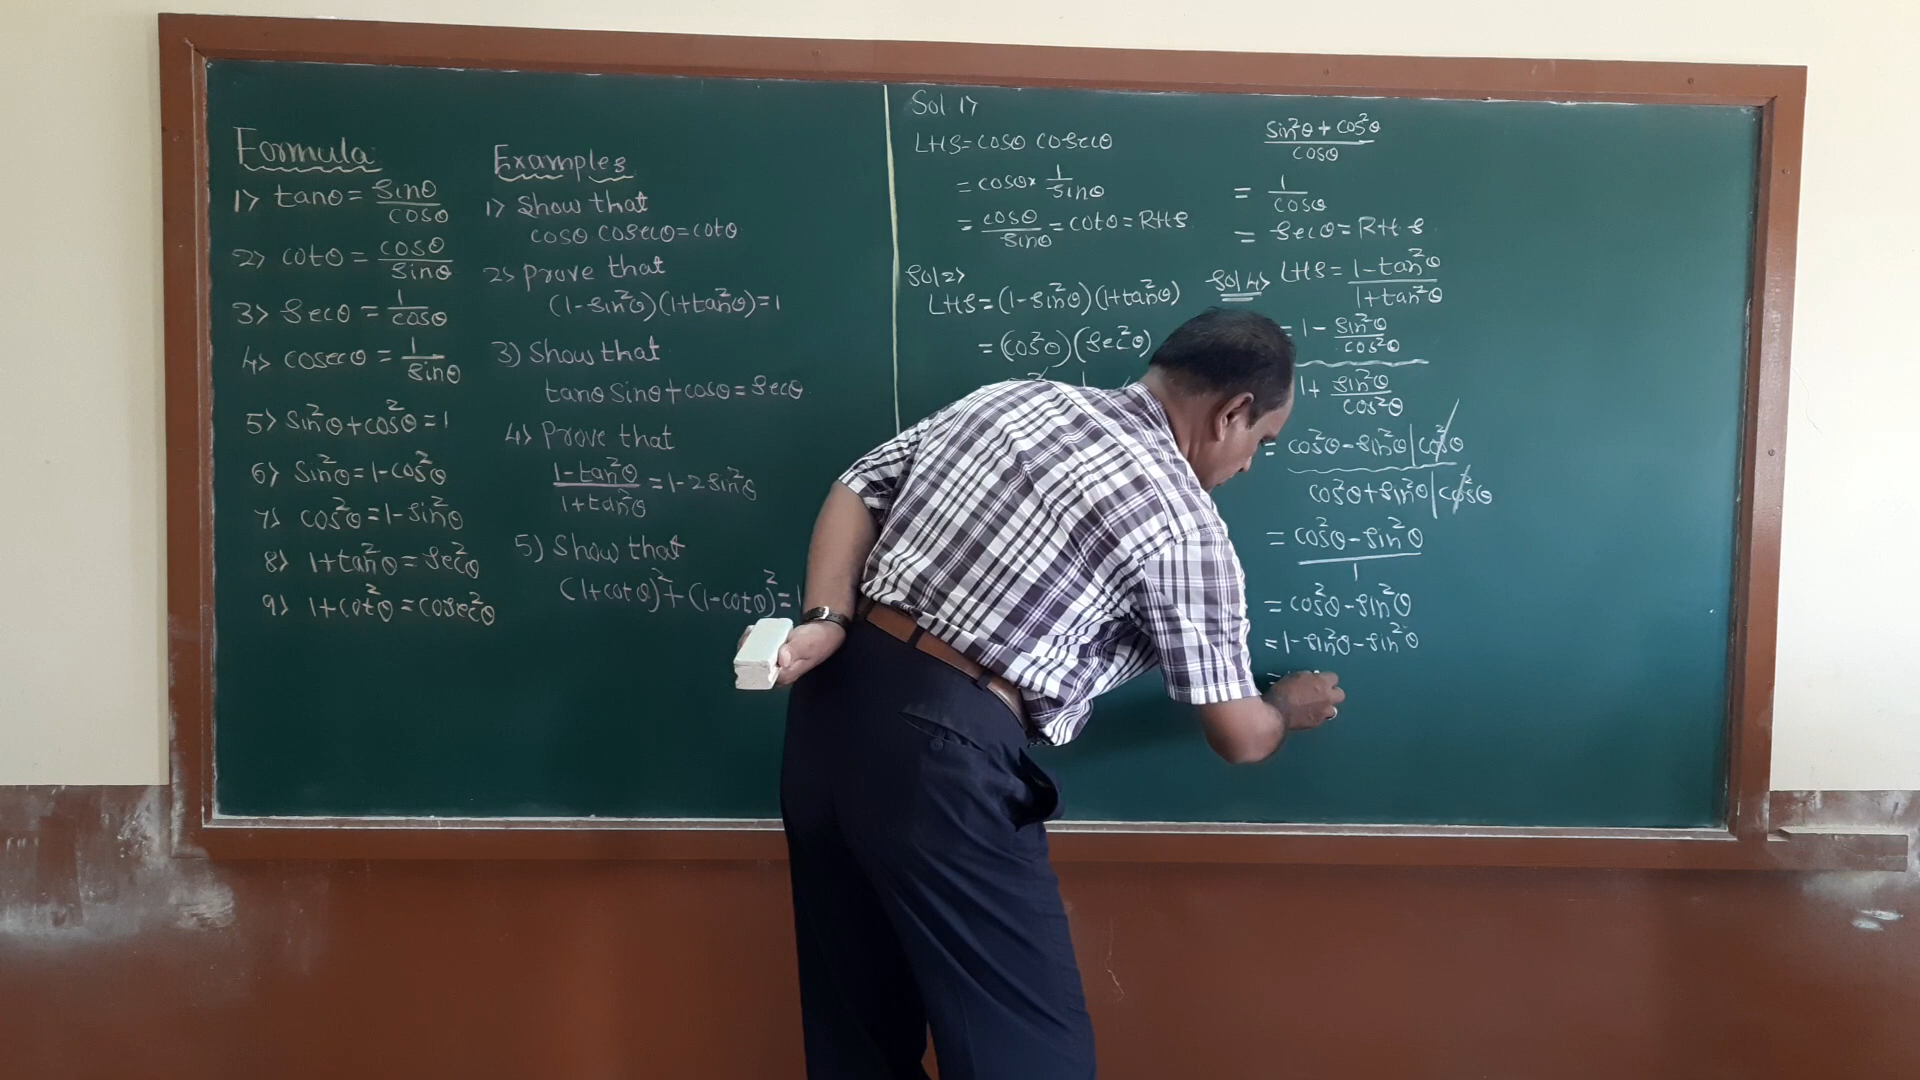 Formula
1) tanθ = sinθ/cosθ
2) cotθ = cosθ/sinθ
3) secθ = 1/cosθ
4) cosecθ = 1/sinθ
5) sin²θ+cos²θ=1
6) sin²θ=1-cos²θ
7) cos²θ=1-sin²θ
8) 1+tan²θ=sec²θ
9) 1+cot²θ=cosec²θ
Examples
1) Show that
cosθ.cosecθ=cotθ
2) Prove that
(1-sin²θ)(1+tan²θ)=1
3) Show that
tanθ sinθ+cosθ=secθ
4) Prove that
1-tan²θ/1+tan²θ=1-2sin²θ
5) Show that
(1+cotθ)²+(1-cotθ)²=
Sol 1)
LHS=cosθ cosecθ
=cosθ×1/sinθ
=cosθ/sinθ=cotθ=RHS
Sol 2)
LHS=(1-sin²θ)(1+tan²θ)
=(cos²θ)(sec²θ)
sin²θ+cos²θ/cosθ
=1/cosθ
=secθ=RHS
Sol 4) LHS=1-tan²θ/1+tan²θ
=1-sin²θ/cos²θ
1+sin²θ/cos²θ
=cos²θ-sin²θ|cos²θ
cos²θ+sin²θ|cos²θ
=cos²θ-sin²θ
1
=cos²θ-sin²θ
=1-sin²θ-sin²θ
=